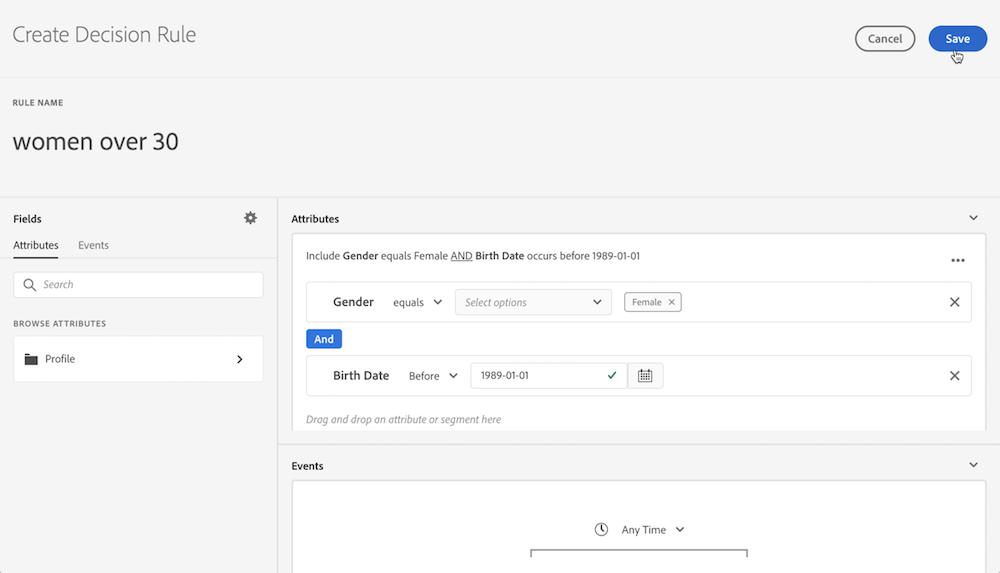 Create Decision Rule
Cancel
Save
RULE NAME
women over 30
Fields
Attributes
Events
Search
BROWSE ATTRIBUTES
Profile
Attributes
Include Gender equals Female AND Birth Date occurs before 1989-01-01
Gender equals Select options Female
And
Birth Date Before 1989-01-01
Drag and drop an attribute or segment here
Events
Any Time